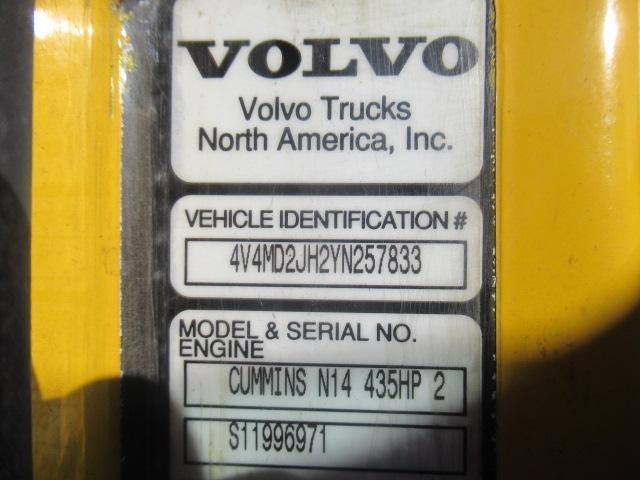 VOLVO
Volvo Trucks
North America, Inc.
VEHICLE IDENTIFICATION #
4V4MD2JH2YN257833
MODEL & SERIAL NO.
ENGINE
CUMMINS N14 435HP 2
S11996971